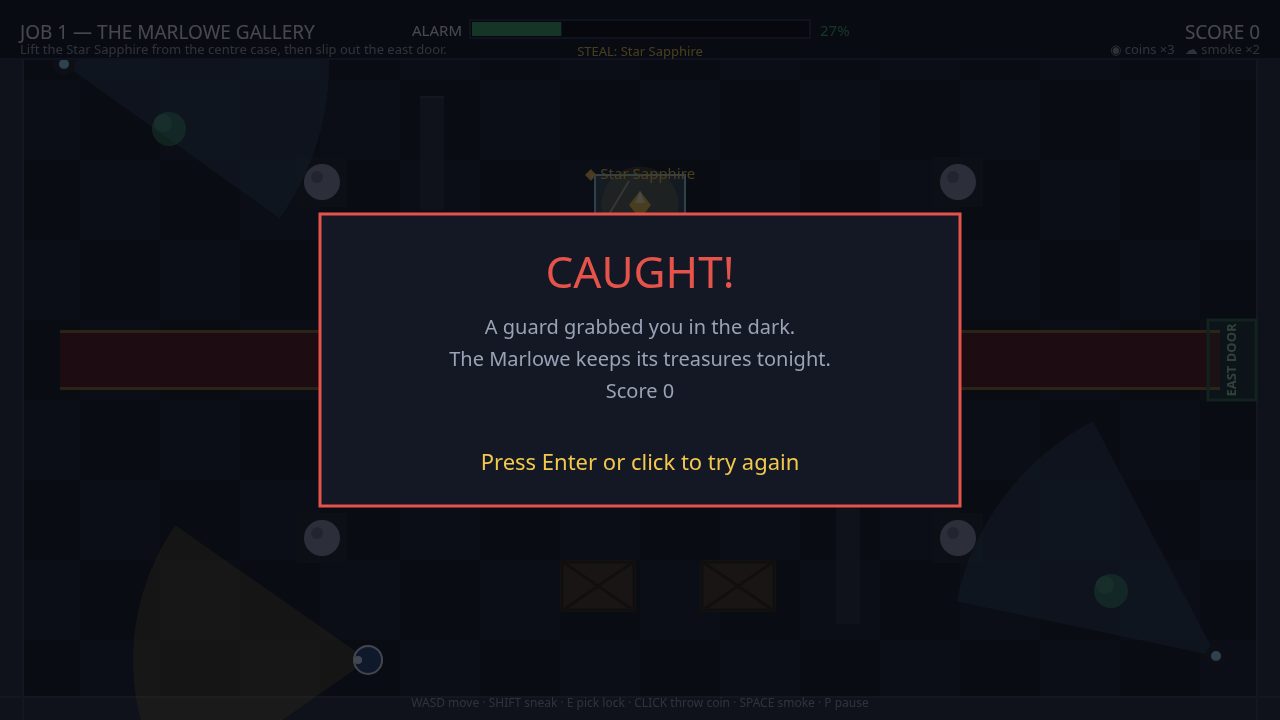 JOB 1 — THE MARLOWE GALLERY
Lift the Star Sapphire from the centre case, then slip out the east door.
ALARM
27%
STEAL: Star Sapphire
SCORE 0
◉ coins ×3 ☁ smoke ×2
◆ Star Sapphire
CAUGHT!
A guard grabbed you in the dark.
The Marlowe keeps its treasures tonight.
Score 0
Press Enter or click to try again
EAST DOOR
WASD move · SHIFT sneak · E pick lock · CLICK throw coin · SPACE smoke · P pause